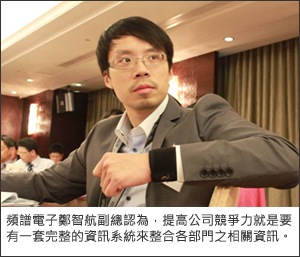 頻譜電子鄭智航副總認為，提高公司競爭力就是要
有一套完整的資訊系統來整合各部門之相關資訊。